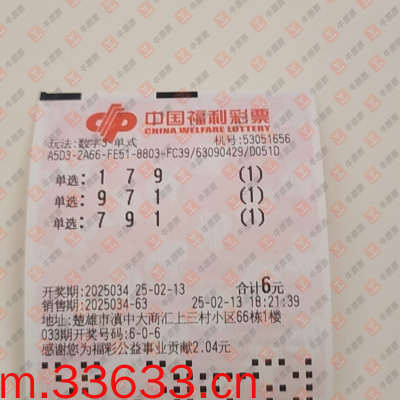 中国福利彩票
CHINA WELFARE LOTTERY
玩法:数字3-单式 机号:53051656
A5D3-2A66-FE51-8803-FC39/63090429/D051D
单选: 1 7 9 (1)
单选: 9 7 1 (1)
单选: 7 9 1 (1)
开奖期:2025034 25-02-13 合计6元
销售期:2025034-63 25-02-13 18:21:39
地址:楚雄市滇中大商汇上三村小区66栋1楼
033期开奖号码:6-0-6
感谢您为福彩公益事业贡献2.04元
m.33633.cn